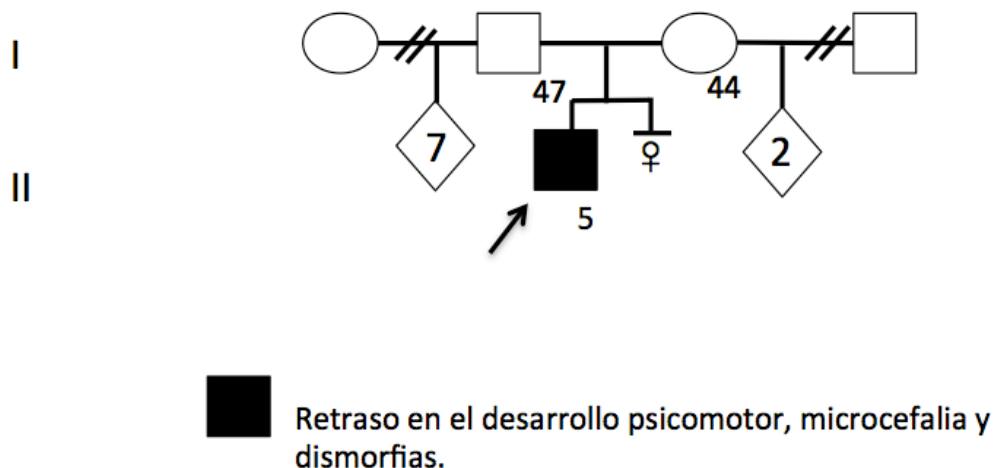 I
47
44
7
2
II
5
Retraso en el desarrollo psicomotor, microcefalia y
dismorfias.